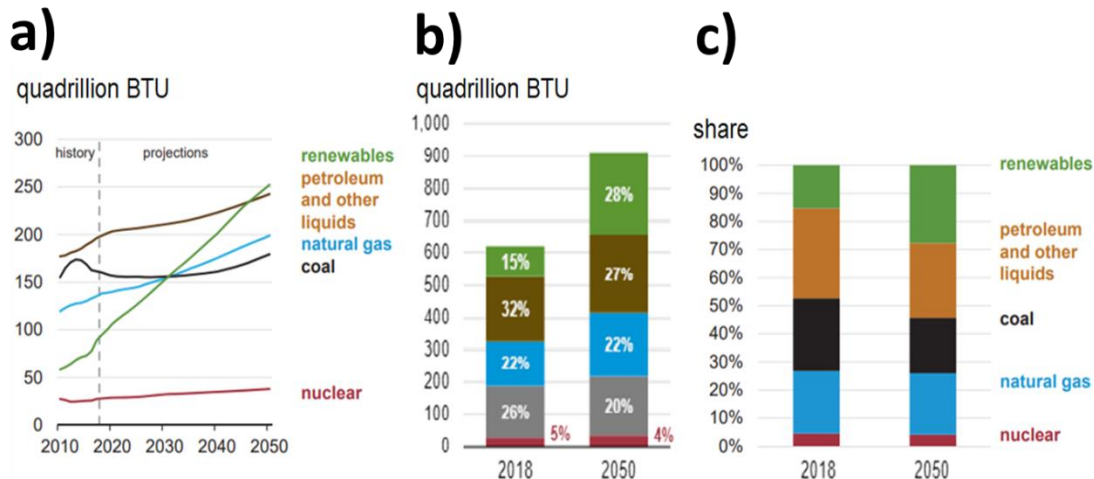 a)
quadrillion BTU
300
250
200
150
100
50
0
history
projections
2010 2020 2030 2040 2050
renewables
petroleum
and other
liquids
natural gas
coal
nuclear
b)
quadrillion BTU
1,000
900
800
700
600
500
400
300
200
100
0
15%
32%
22%
26%
5%
28%
27%
22%
20%
4%
2018 2050
c)
share
100%
90%
80%
70%
60%
50%
40%
30%
20%
10%
0%
2018 2050
renewables
petroleum
and other
liquids
coal
natural gas
nuclear